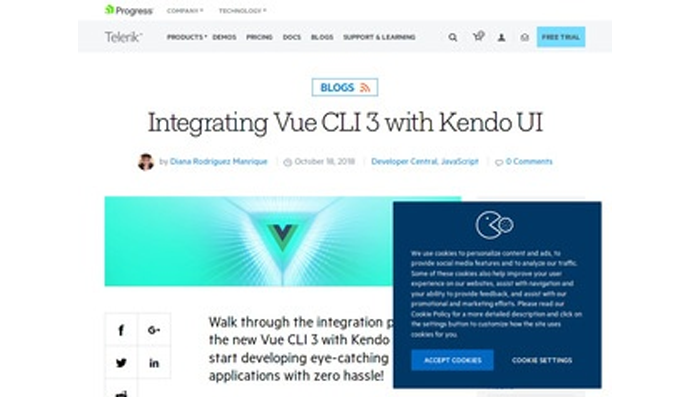 Progress COMPANY TECHNOLOGY
Telerik PRODUCTS DEMOS PRICING DOCS BLOGS SUPPORT & LEARNING FREE TRIAL
BLOGS
Integrating Vue CLI 3 with Kendo UI
by Diana Rodriguez Manrique October 18, 2018 Developer Central, JavaScript 0 Comments
Walk through the integration p
the new Vue CLI 3 with Kendo
start developing eye-catching
applications with zero hassle!
We use cookies to personalize content and ads, to
provide social media features and to analyze our traffic.
Some of these cookies also help improve your user
experience on our websites, assist with navigation and
your ability to provide feedback, and assist with our
promotional and marketing efforts. Please read our
Cookie Policy for a more detailed description and click on
the settings button to customize how the site uses
cookies for you.
ACCEPT COOKIES COOKIE SETTINGS